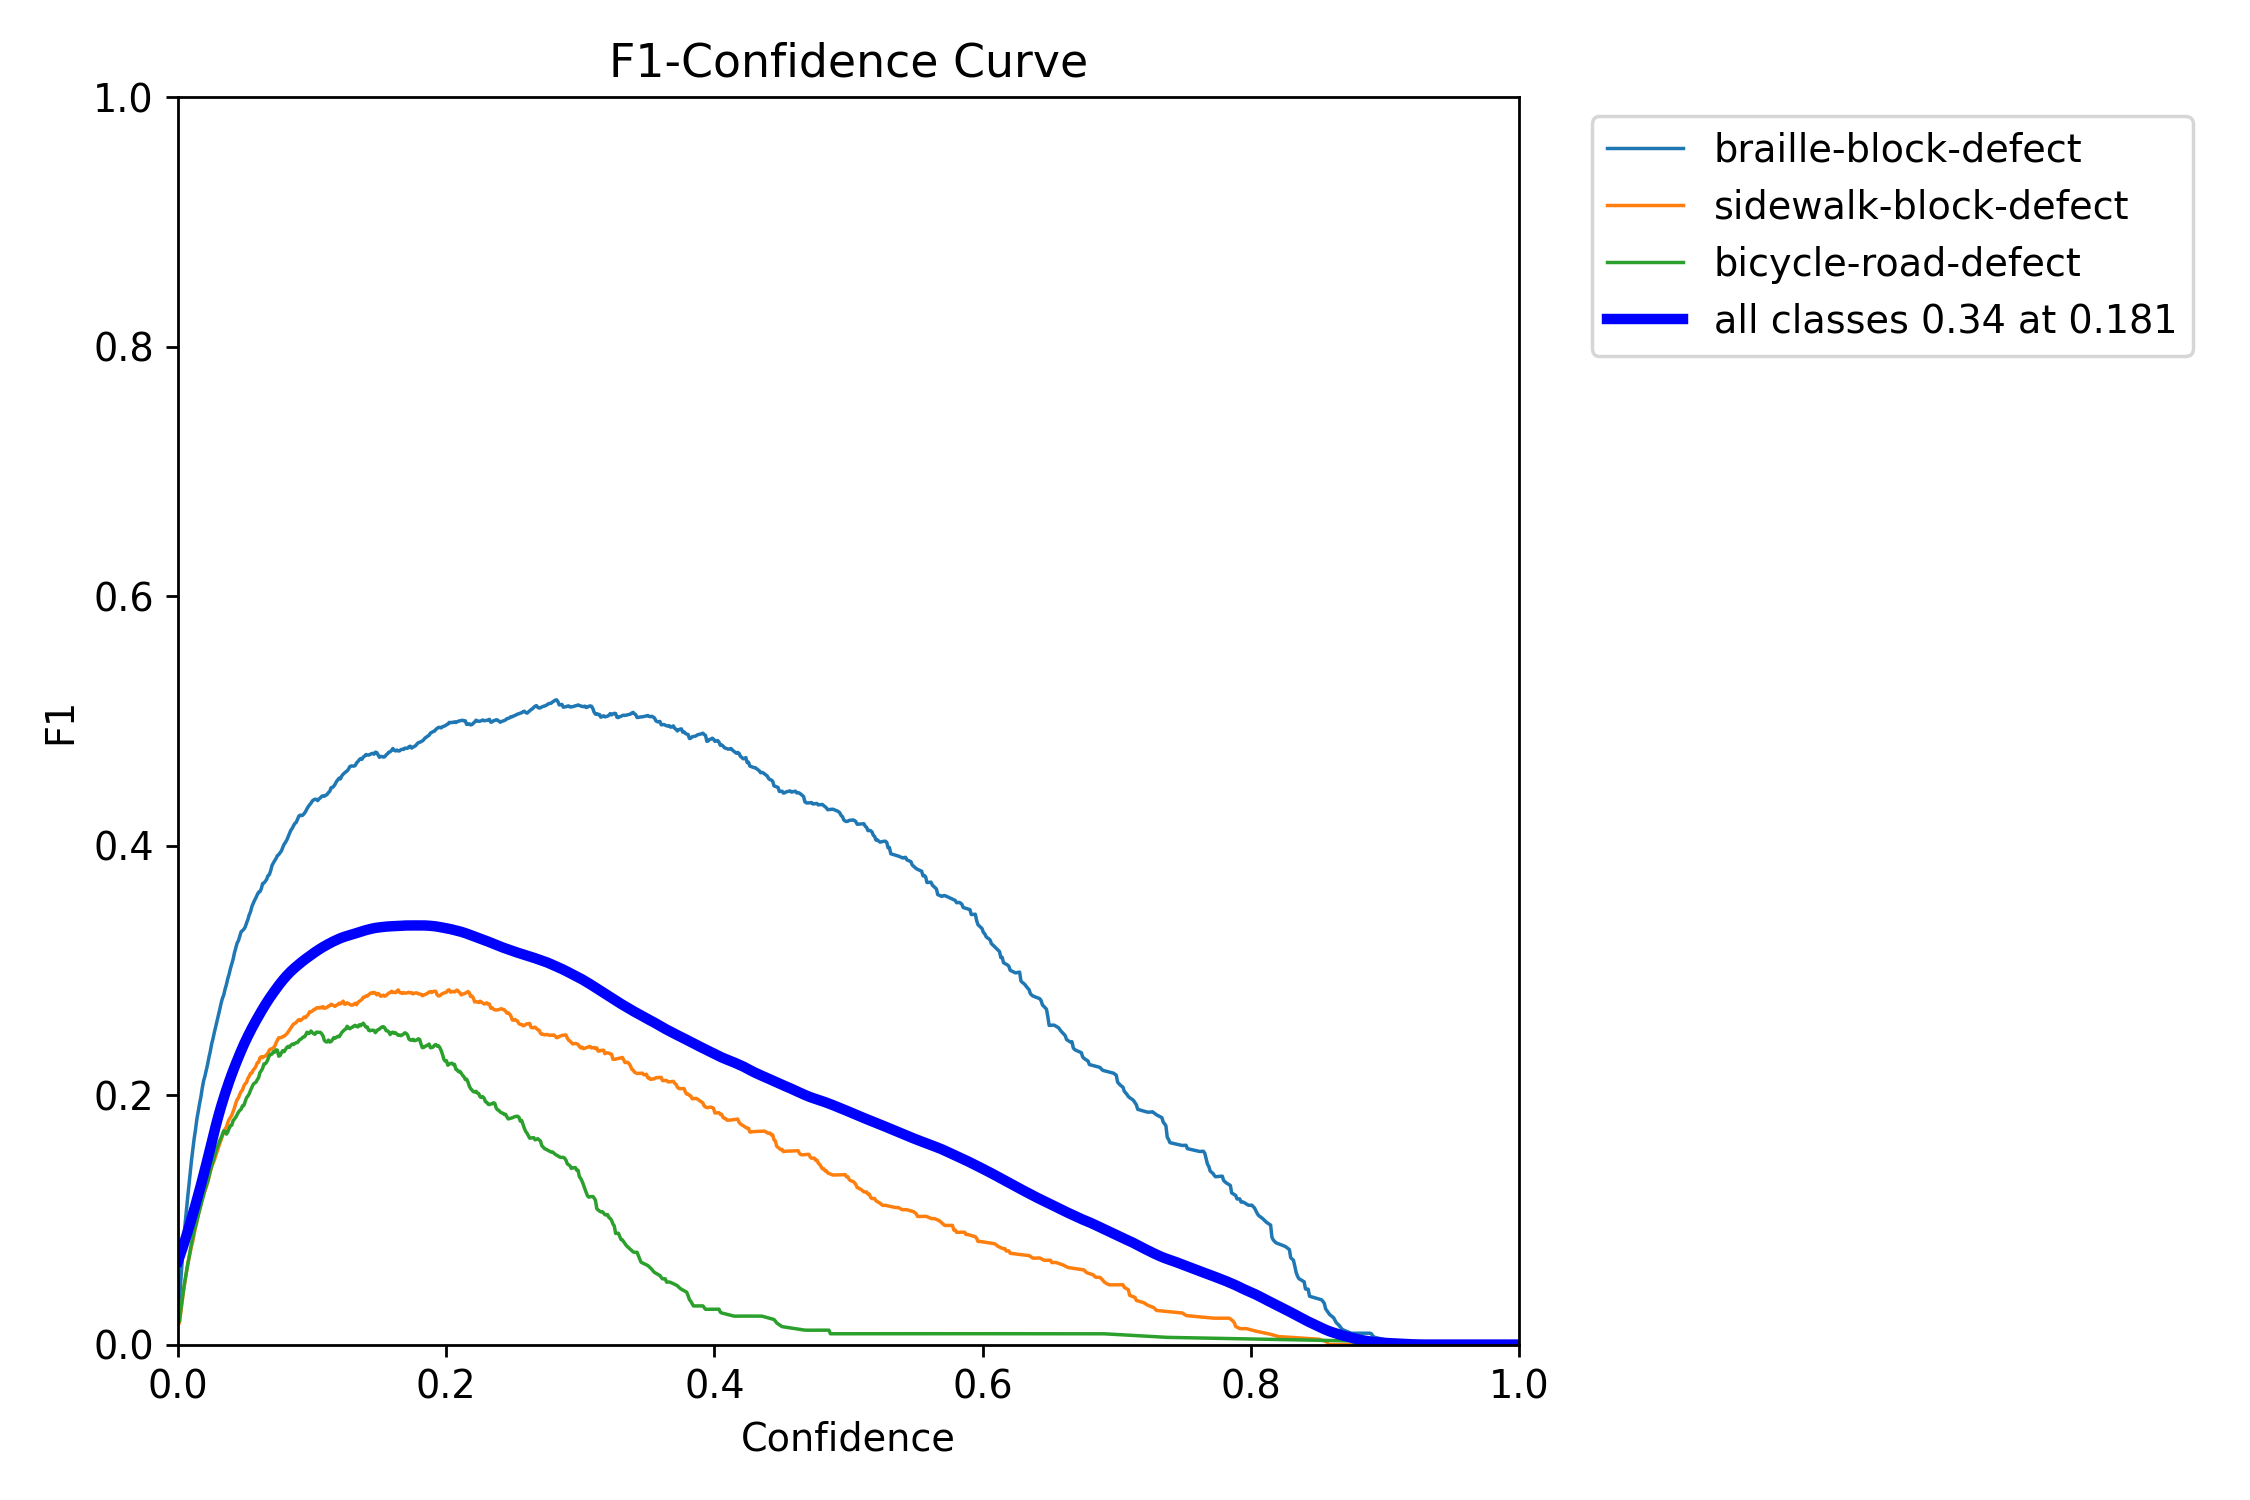 F1-Confidence Curve
1.0
0.8
0.6
0.4
0.2
0.0
F1
0.0 0.2 0.4 0.6 0.8 1.0
Confidence
braille-block-defect
sidewalk-block-defect
bicycle-road-defect
all classes 0.34 at 0.181